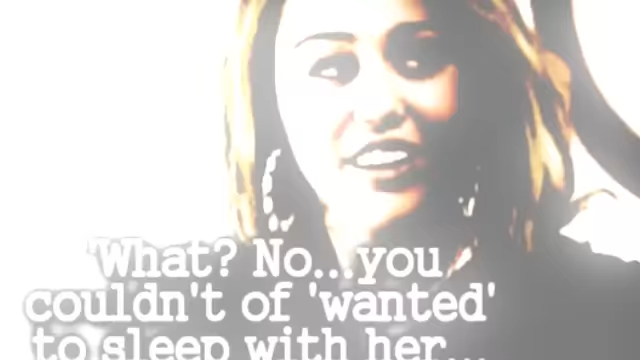 'What? No...you
couldn't of 'wanted'
to sleep with her...